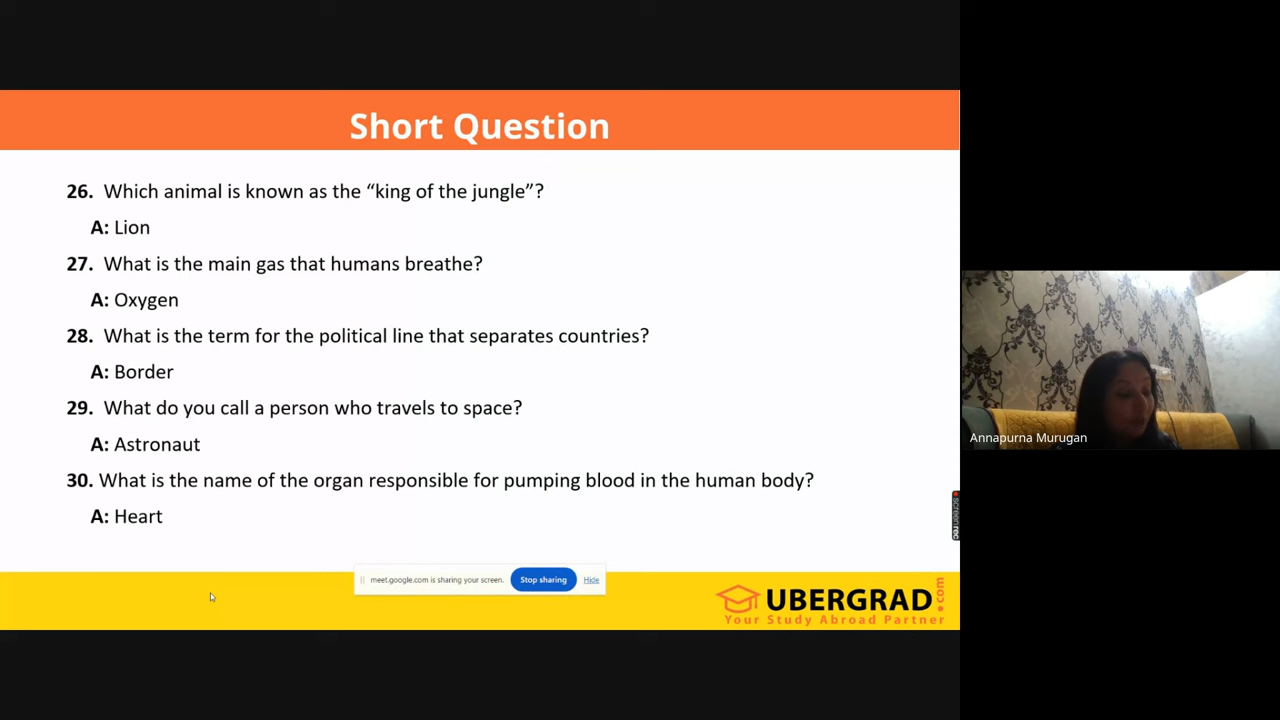 Short Question
26. Which animal is known as the “king of the jungle”?
A: Lion
27. What is the main gas that humans breathe?
A: Oxygen
28. What is the term for the political line that separates countries?
A: Border
29. What do you call a person who travels to space?
A: Astronaut
30. What is the name of the organ responsible for pumping blood in the human body?
A: Heart
Annapurna Murugan
screenrec
meet.google.com is sharing your screen. Stop sharing Hide
UBERGRAD.com
Your Study Abroad Partner